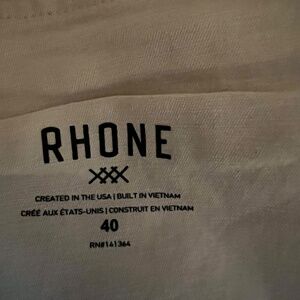 RHONE
CREATED IN THE USA | BUILT IN VIETNAM
CRÉÉ AUX ÉTATS-UNIS | CONSTRUIT EN VIETNAM
40
RN#141364